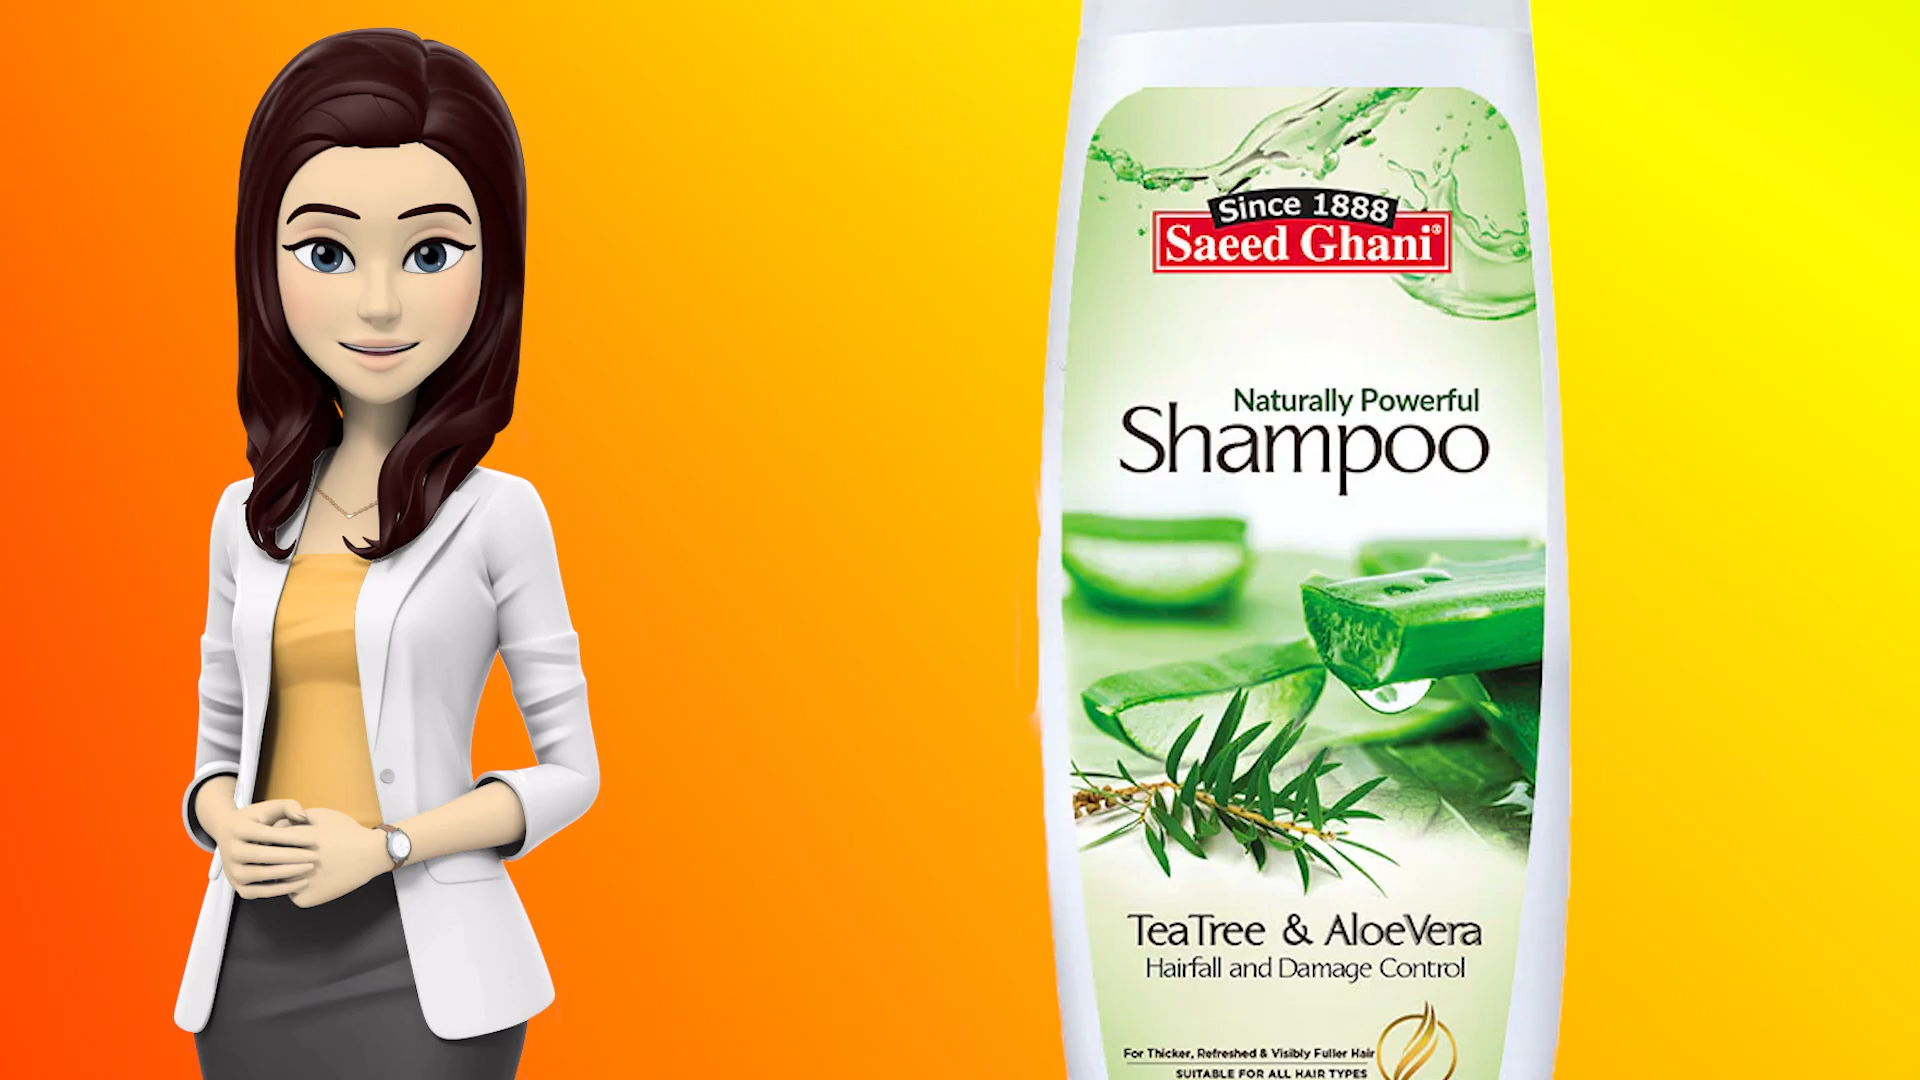 Since 1888
Saeed Ghani®
Naturally Powerful
Shampoo
TeaTree & AloeVera
Hairfall and Damage Control
For Thicker, Refreshed & Visibly Fuller Hair
SUITABLE FOR ALL HAIR TYPES